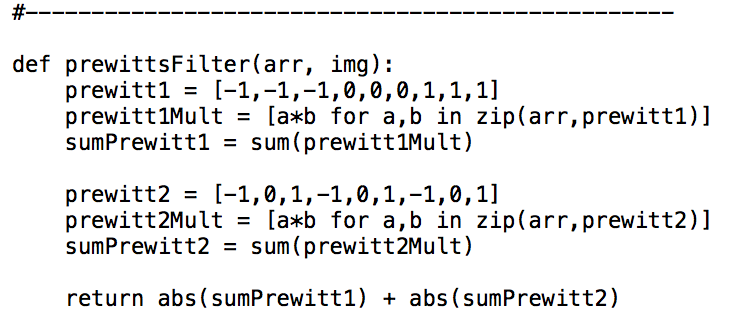 #-------------------------------------------------
def prewittsFilter(arr, img):
    prewitt1 = [-1,-1,-1,0,0,0,1,1,1]
    prewitt1Mult = [a*b for a,b in zip(arr,prewitt1)]
    sumPrewitt1 = sum(prewitt1Mult)
    prewitt2 = [-1,0,1,-1,0,1,-1,0,1]
    prewitt2Mult = [a*b for a,b in zip(arr,prewitt2)]
    sumPrewitt2 = sum(prewitt2Mult)
    return abs(sumPrewitt1) + abs(sumPrewitt2)